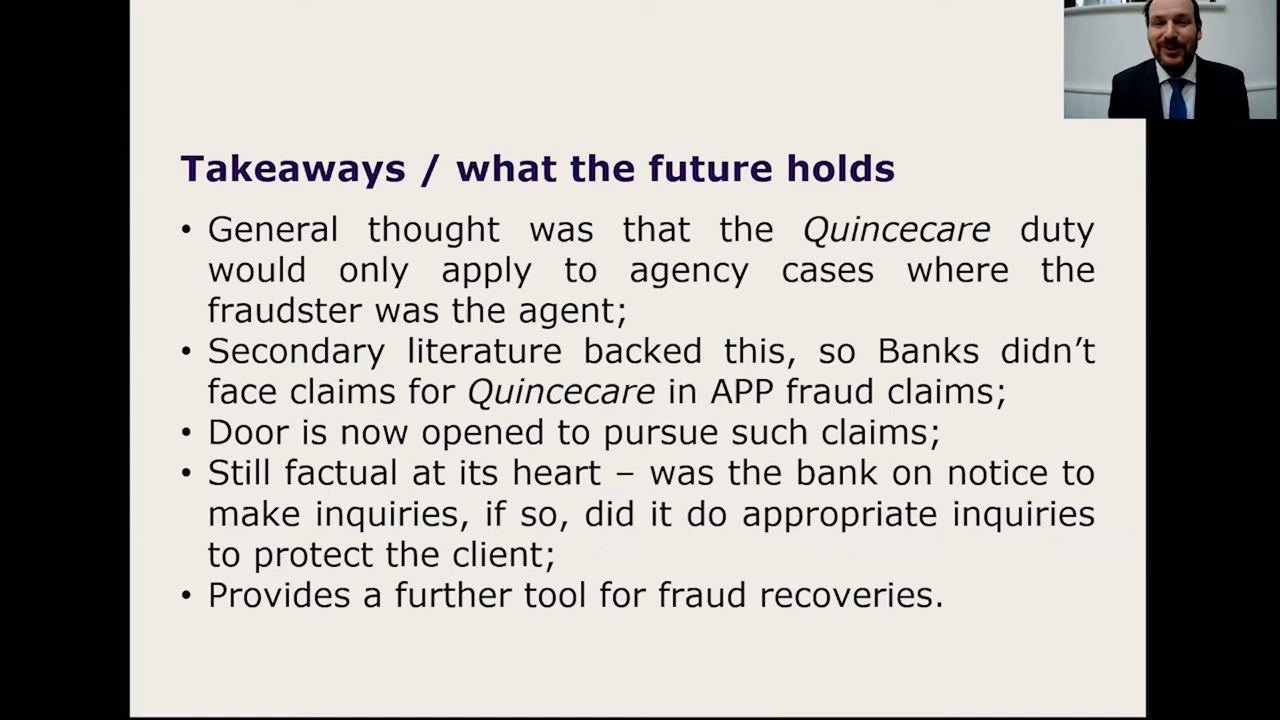 Takeaways / what the future holds
• General thought was that the Quincecare duty
would only apply to agency cases where the
fraudster was the agent;
• Secondary literature backed this, so Banks didn’t
face claims for Quincecare in APP fraud claims;
• Door is now opened to pursue such claims;
• Still factual at its heart – was the bank on notice to
make inquiries, if so, did it do appropriate inquiries
to protect the client;
• Provides a further tool for fraud recoveries.